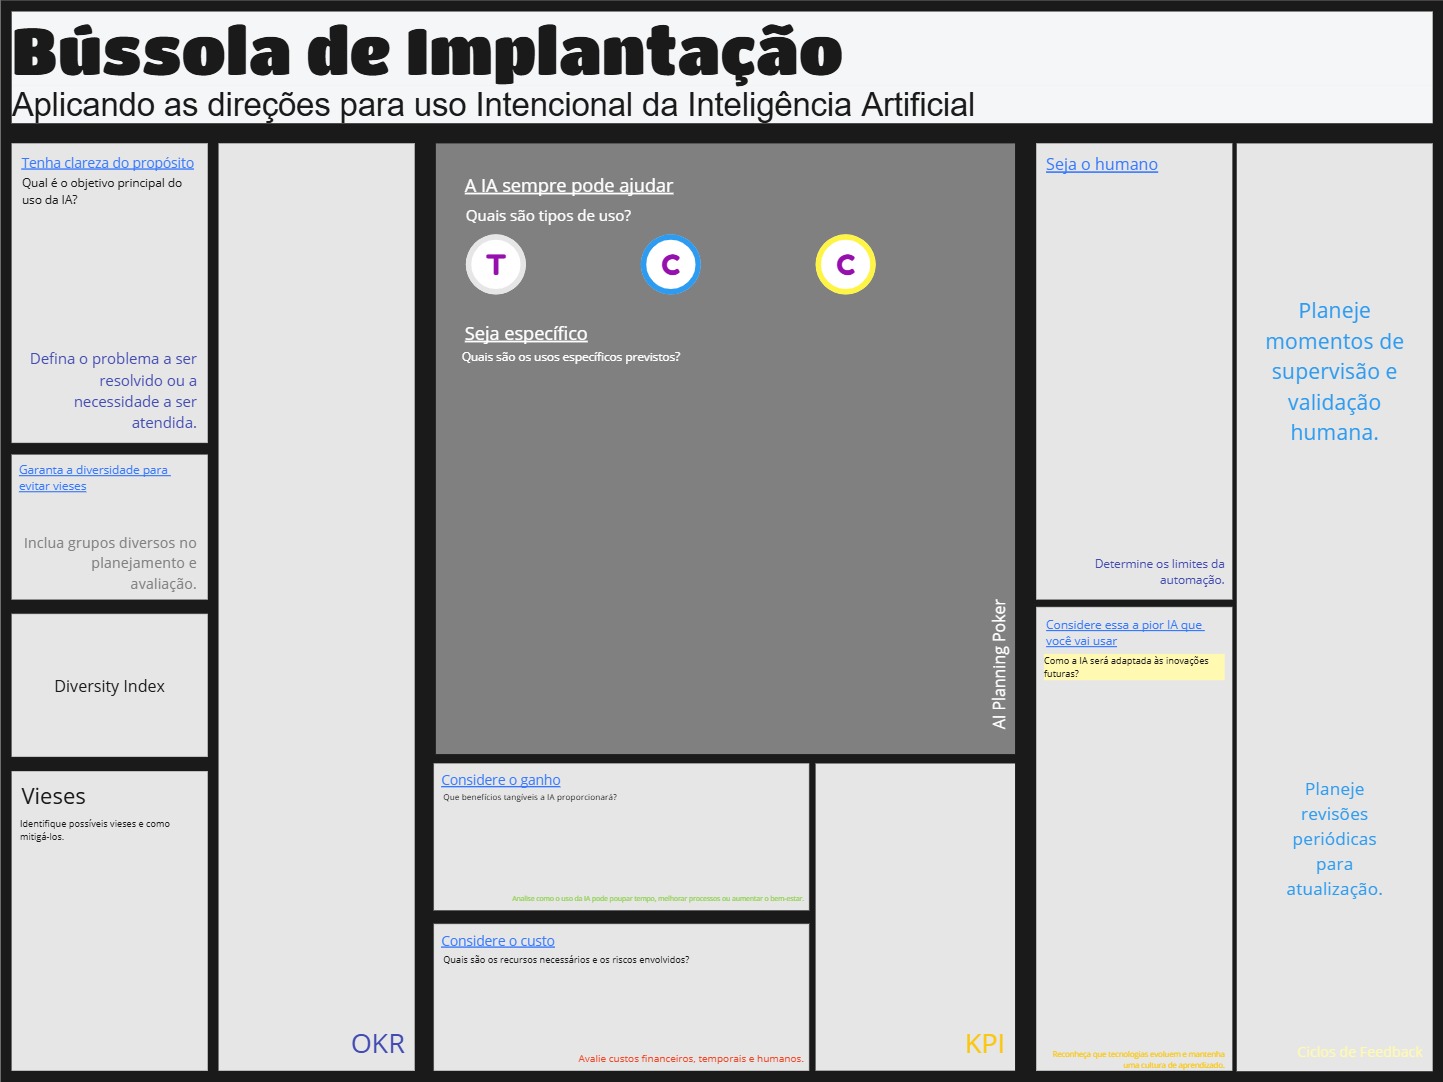 Bússola de Implantação
Aplicando as direções para uso Intencional da Inteligência Artificial
Tenha clareza do propósito
Qual é o objetivo principal do
uso da IA?
Defina o problema a ser
resolvido ou a
necessidade a ser
atendida.
Garanta a diversidade para
evitar vieses
Inclua grupos diversos no
planejamento e
avaliação.
Diversity Index
Vieses
Identifique possíveis vieses e como
mitigá-los.
OKR
A IA sempre pode ajudar
Quais são tipos de uso?
T C C
Seja específico
Quais são os usos específicos previstos?
AI Planning Poker
Considere o ganho
Que benefícios tangíveis a IA proporcionará?
Analise como o uso da IA pode poupar tempo, melhorar processos ou aumentar o bem-estar.
Considere o custo
Quais são os recursos necessários e os riscos envolvidos?
Avalie custos financeiros, temporais e humanos.
KPI
Seja o humano
Determine os limites da
automação.
Considere essa a pior IA que
você vai usar
Como a IA será adaptada às inovações
futuras?
Reconheça que tecnologias evoluem e mantenha
uma cultura de aprendizado.
Planeje
momentos de
supervisão e
validação
humana.
Planeje
revisões
periódicas
para
atualização.
Ciclos de Feedback